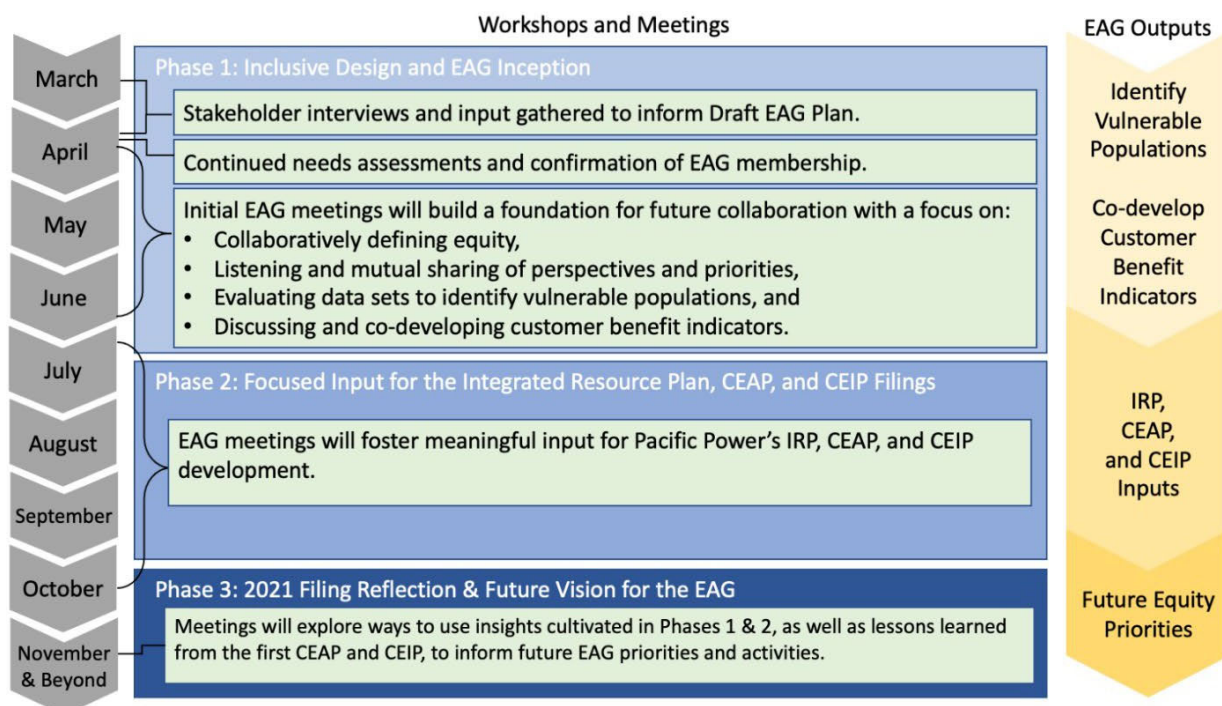 Workshops and Meetings
EAG Outputs
March
April
May
June
July
August
September
October
November
& Beyond
Phase 1: Inclusive Design and EAG Inception
Stakeholder interviews and input gathered to inform Draft EAG Plan.
Continued needs assessments and confirmation of EAG membership.
Initial EAG meetings will build a foundation for future collaboration with a focus on:
• Collaboratively defining equity,
• Listening and mutual sharing of perspectives and priorities,
• Evaluating data sets to identify vulnerable populations, and
• Discussing and co-developing customer benefit indicators.
Phase 2: Focused Input for the Integrated Resource Plan, CEAP, and CEIP Filings
EAG meetings will foster meaningful input for Pacific Power’s IRP, CEAP, and CEIP
development.
Phase 3: 2021 Filing Reflection & Future Vision for the EAG
Meetings will explore ways to use insights cultivated in Phases 1 & 2, as well as lessons learned
from the first CEAP and CEIP, to inform future EAG priorities and activities.
Identify
Vulnerable
Populations
Co-develop
Customer
Benefit
Indicators
IRP,
CEAP,
and CEIP
Inputs
Future Equity
Priorities